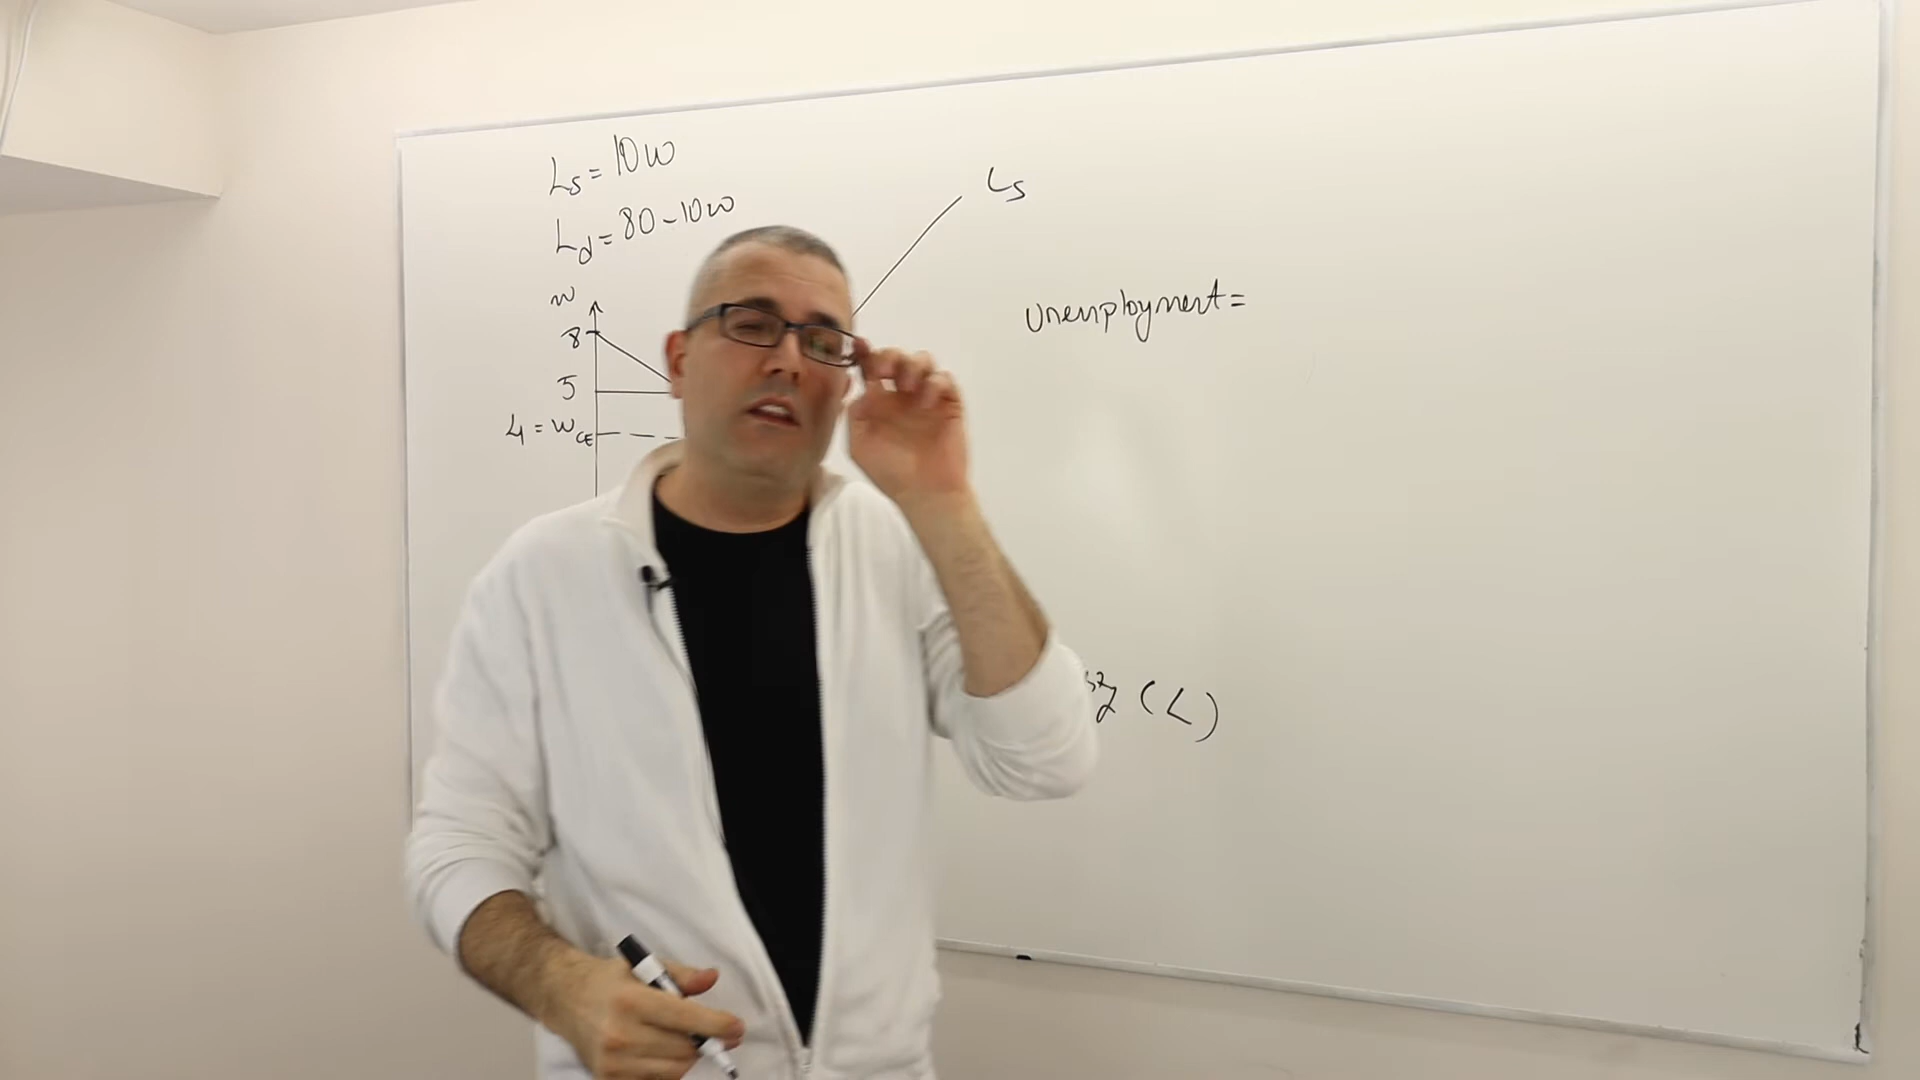 Ls = 10w
Ld = 80 - 10w
Ls
w
8
unemployment =
5
4 = wCE
(L)